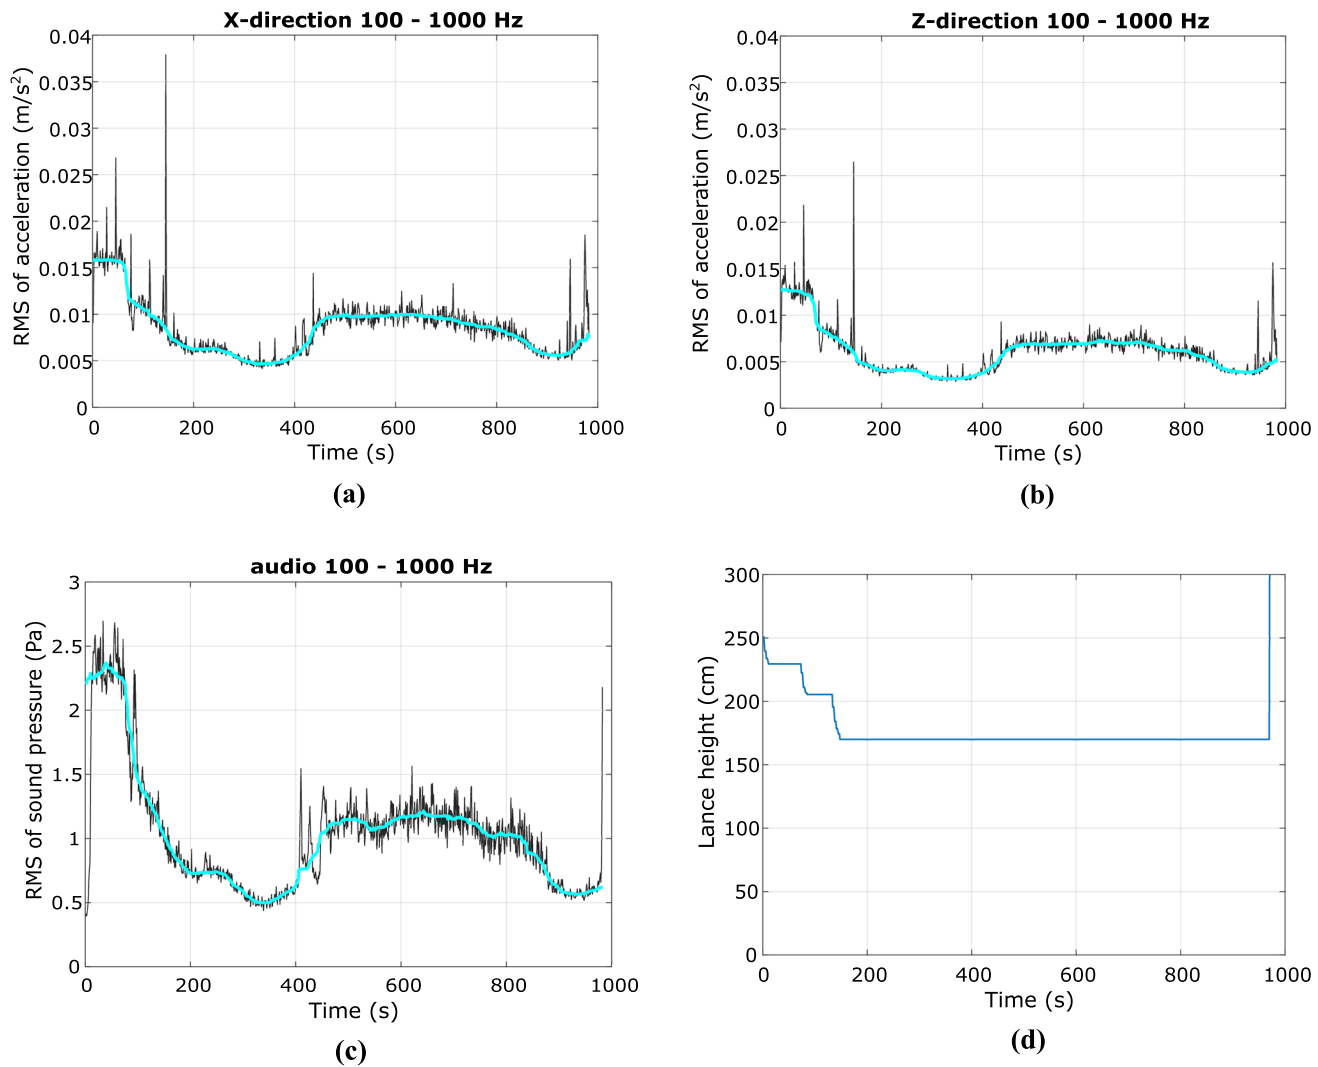 X-direction 100 - 1000 Hz
RMS of acceleration (m/s²)
0.04
0.035
0.03
0.025
0.02
0.015
0.01
0.005
0
0 200 400 600 800 1000
Time (s)
(a)
Z-direction 100 - 1000 Hz
RMS of acceleration (m/s²)
0.04
0.035
0.03
0.025
0.02
0.015
0.01
0.005
0
0 200 400 600 800 1000
Time (s)
(b)
audio 100 - 1000 Hz
RMS of sound pressure (Pa)
3
2.5
2
1.5
1
0.5
0
0 200 400 600 800 1000
Time (s)
(c)
Lance height (cm)
300
250
200
150
100
50
0
0 200 400 600 800 1000
Time (s)
(d)